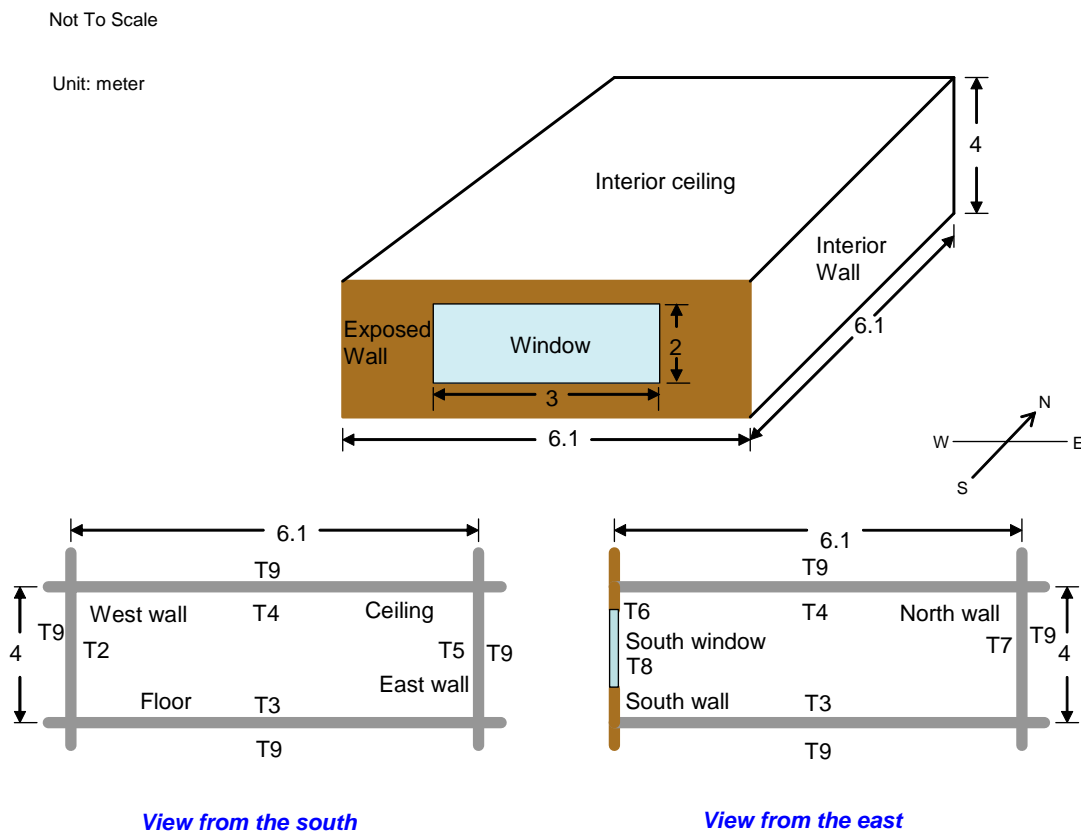 Not To Scale
Unit: meter
4
Interior ceiling
Interior
Wall
Exposed
Wall
Window
2
6.1
3
6.1
N
W
E
S
6.1
T9
West wall
T4
Ceiling
T9
4
T2
T5
T9
East wall
Floor
T3
T9
View from the south
6.1
T9
T6
T4
North wall
South window
T7
T9
4
T8
South wall
T3
T9
View from the east